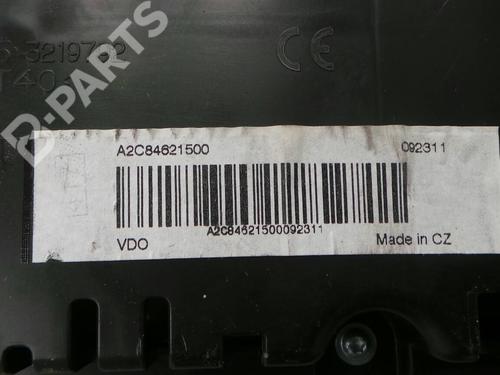 B-PARTS
CE
A2C84621500
092311
A2C84621500092311
VDO
Made in CZ